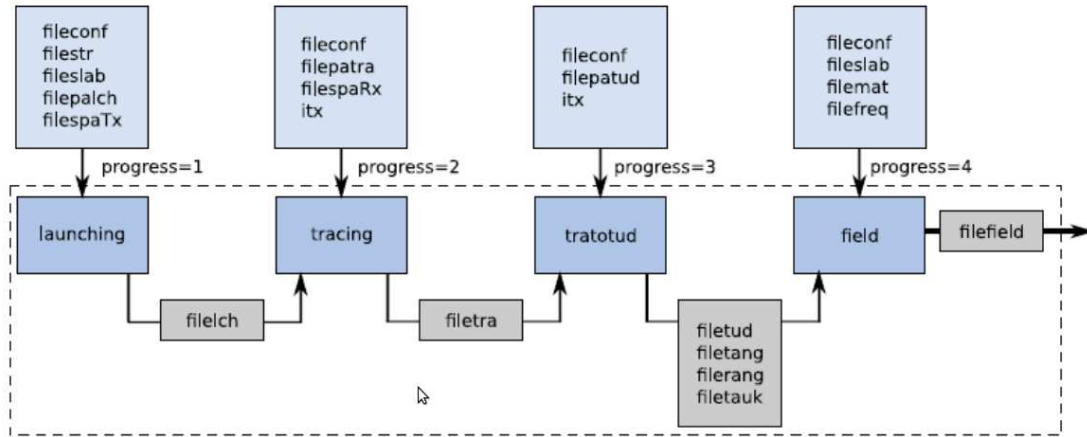 fileconf
filestr
fileslab
filepalch
filespaTx
fileconf
filepatra
filespaRx
itx
fileconf
filepatud
itx
fileconf
fileslab
filemat
filefreq
progress=1
progress=2
progress=3
progress=4
launching
tracing
tratotud
field
filefield
filelch
filetra
filetud
filetang
filerang
filetauk